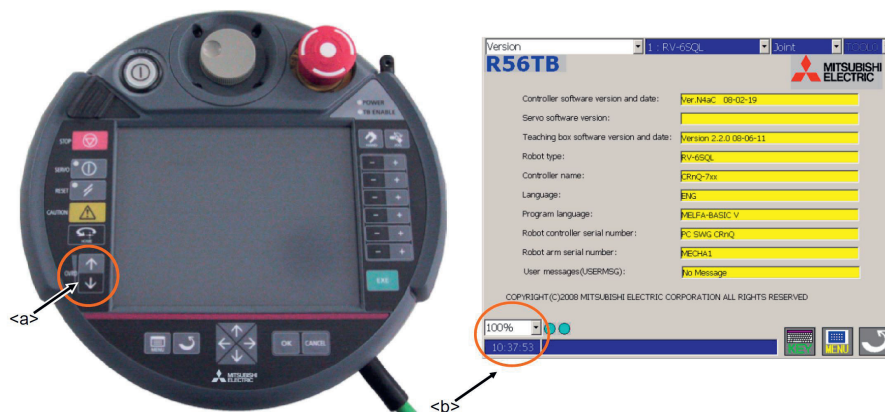 TEACH
POWER
TB ENABLE
STOP
SERVO
RESET
CAUTION
OVRD
EXE
MENU
OK
CANCEL
MITSUBISHI
ELECTRIC
<a>
Version
1 : RV-6SQL
Joint
TOOL0
R56TB
MITSUBISHI
ELECTRIC
Controller software version and date: Ver.N4aC 08-02-19
Servo software version:
Teaching box software version and date: Version 2.2.0 08-06-11
Robot type: RV-6SQL
Controller name: CRnQ-7xx
Language: ENG
Program language: MELFA-BASIC V
Robot controller serial number: PC SWG CRnQ
Robot arm serial number: MECHA1
User messages(USERMSG): No Message
COPYRIGHT(C)2008 MITSUBISHI ELECTRIC CORPORATION ALL RIGHTS RESERVED
100%
10:37:53
KEY
MENU
<b>